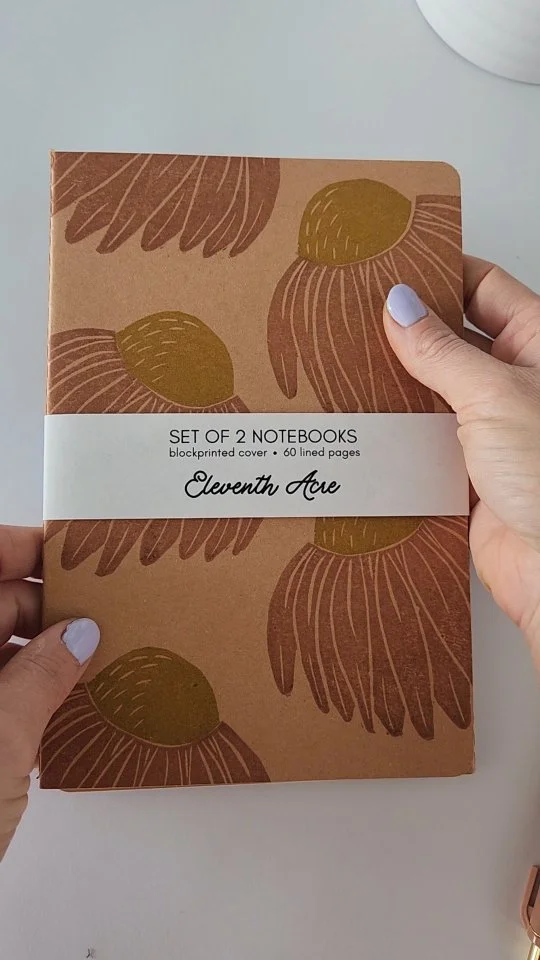 SET OF 2 NOTEBOOKS
blockprinted cover • 60 lined pages
Eleventh Acre